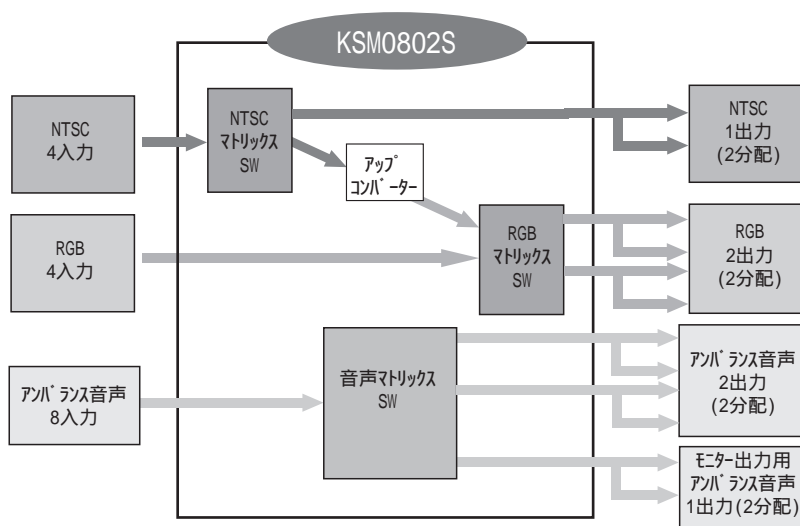 KSM0802S
NTSC
4入力
NTSC
マトリックス
SW
NTSC
1出力
(2分配)
アップ
コンバーター
RGB
4入力
RGB
マトリックス
SW
RGB
2出力
(2分配)
アンバランス音声
8入力
音声マトリックス
SW
アンバランス音声
2出力
(2分配)
モニター出力用
アンバランス音声
1出力(2分配)